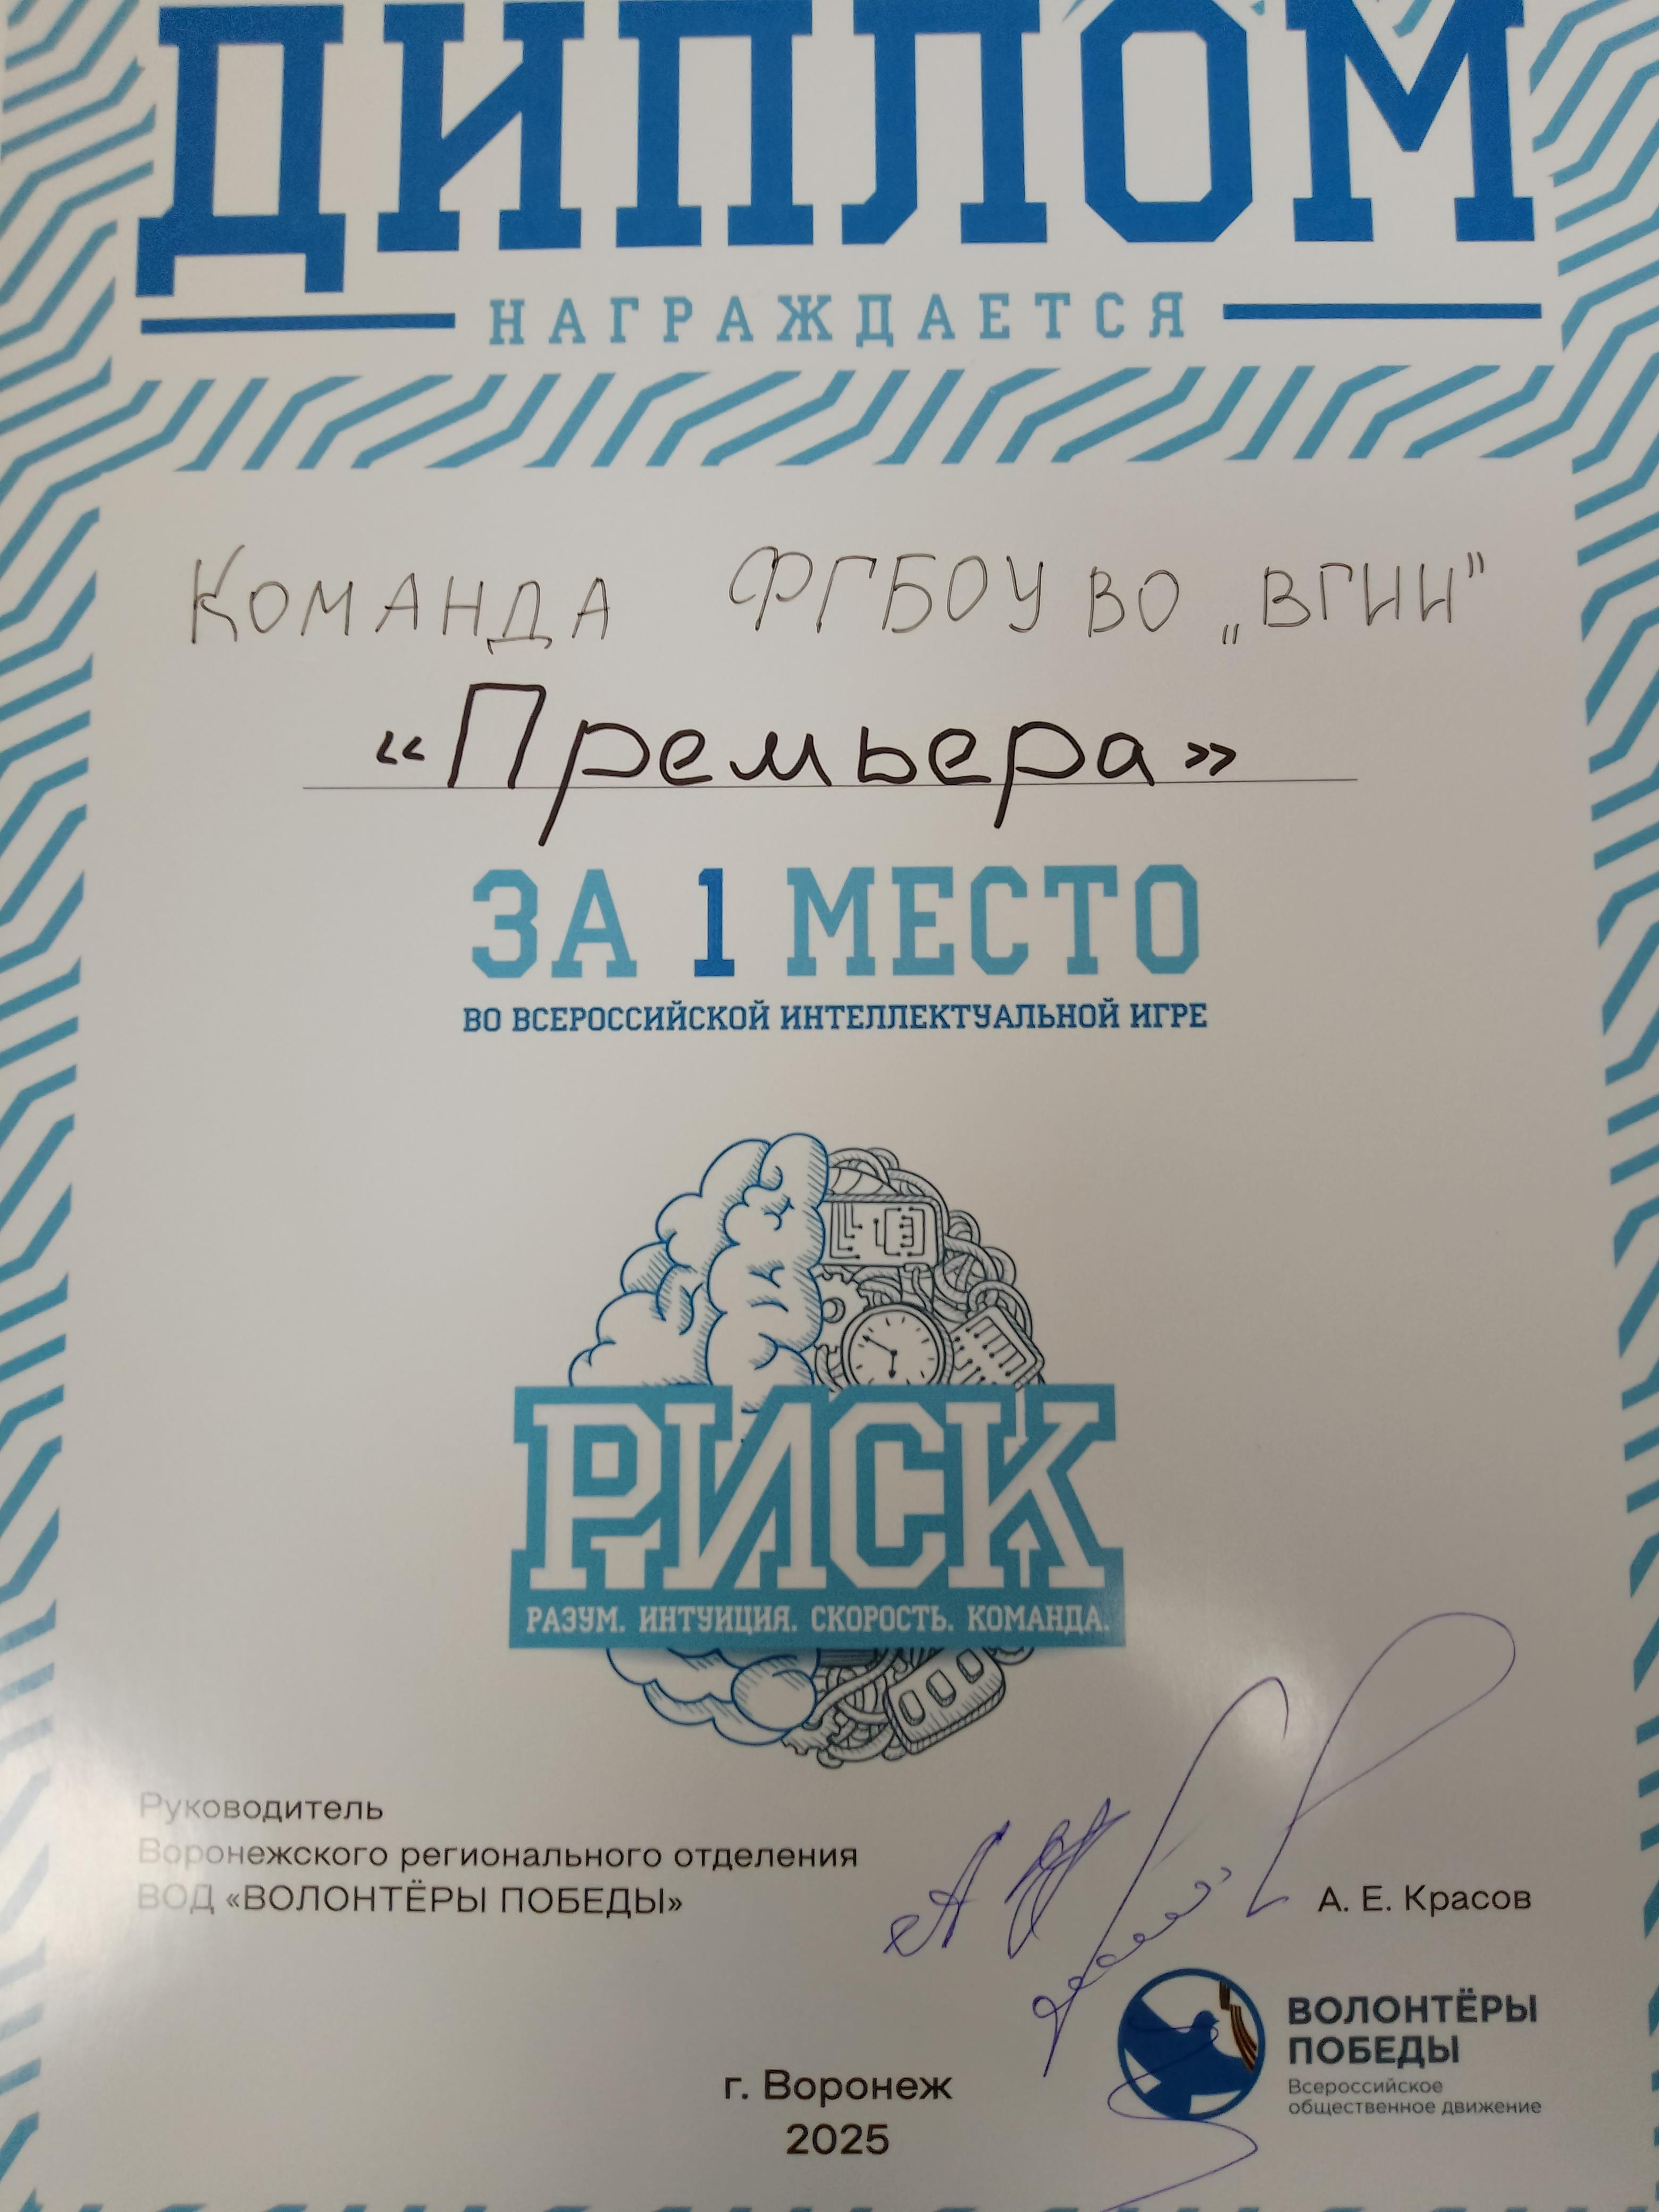 ДИПЛОМ
НАГРАЖДАЕТСЯ
КОМАНДА ФГБОУ ВО „ВГИИ"
«Премьера»
ЗА 1 МЕСТО
ВО ВСЕРОССИЙСКОЙ ИНТЕЛЛЕКТУАЛЬНОЙ ИГРЕ
РИСК
РАЗУМ. ИНТУИЦИЯ. СКОРОСТЬ. КОМАНДА.
Руководитель
Воронежского регионального отделения
ВОД «ВОЛОНТЁРЫ ПОБЕДЫ»
А. Е. Красов
ВОЛОНТЁРЫ
ПОБЕДЫ
Всероссийское
общественное движение
г. Воронеж
2025